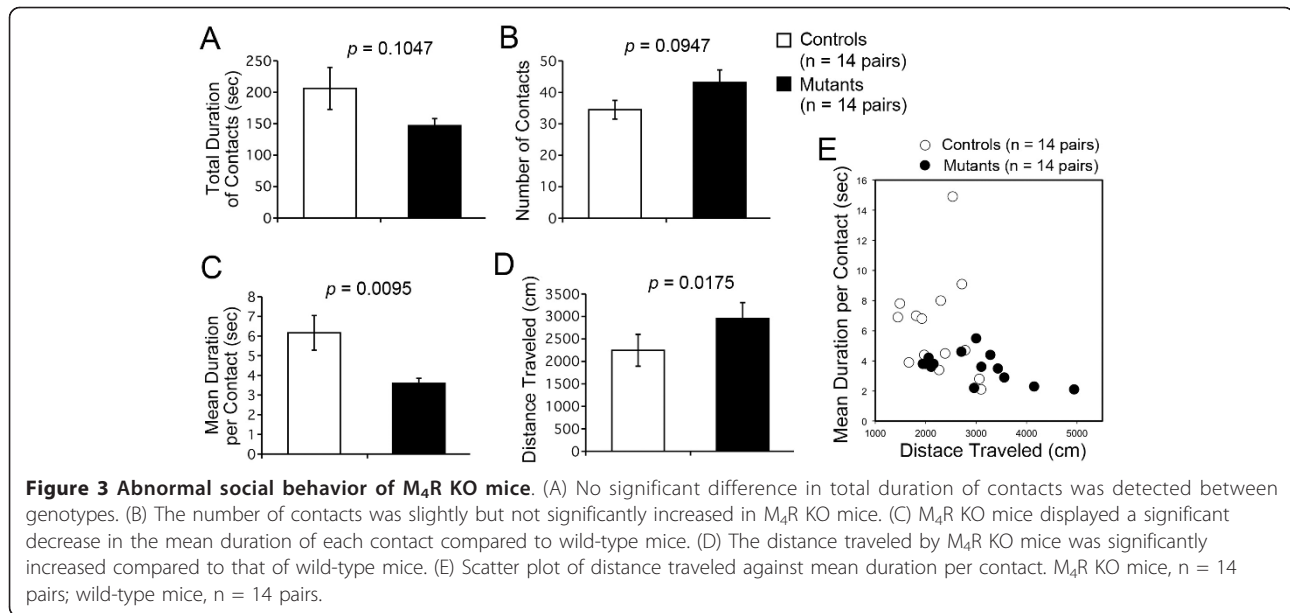 A
p = 0.1047
Total Duration
of Contacts (sec)
250
200
150
100
50
0
B
p = 0.0947
Number of Contacts
50
40
30
20
10
0
Controls
(n = 14 pairs)
Mutants
(n = 14 pairs)
C
p = 0.0095
Mean Duration
per Contact (sec)
8
7
6
5
4
3
2
1
0
D
p = 0.0175
Distance Traveled (cm)
3500
3000
2500
2000
1500
1000
500
0
E
Controls (n = 14 pairs)
Mutants (n = 14 pairs)
Mean Duration per Contact (sec)
16
14
12
10
8
6
4
2
0
1000 2000 3000 4000 5000
Distace Traveled (cm)
Figure 3 Abnormal social behavior of M₄R KO mice. (A) No significant difference in total duration of contacts was detected between
genotypes. (B) The number of contacts was slightly but not significantly increased in M₄R KO mice. (C) M₄R KO mice displayed a significant
decrease in the mean duration of each contact compared to wild-type mice. (D) The distance traveled by M₄R KO mice was significantly
increased compared to that of wild-type mice. (E) Scatter plot of distance traveled against mean duration per contact. M₄R KO mice, n = 14
pairs; wild-type mice, n = 14 pairs.